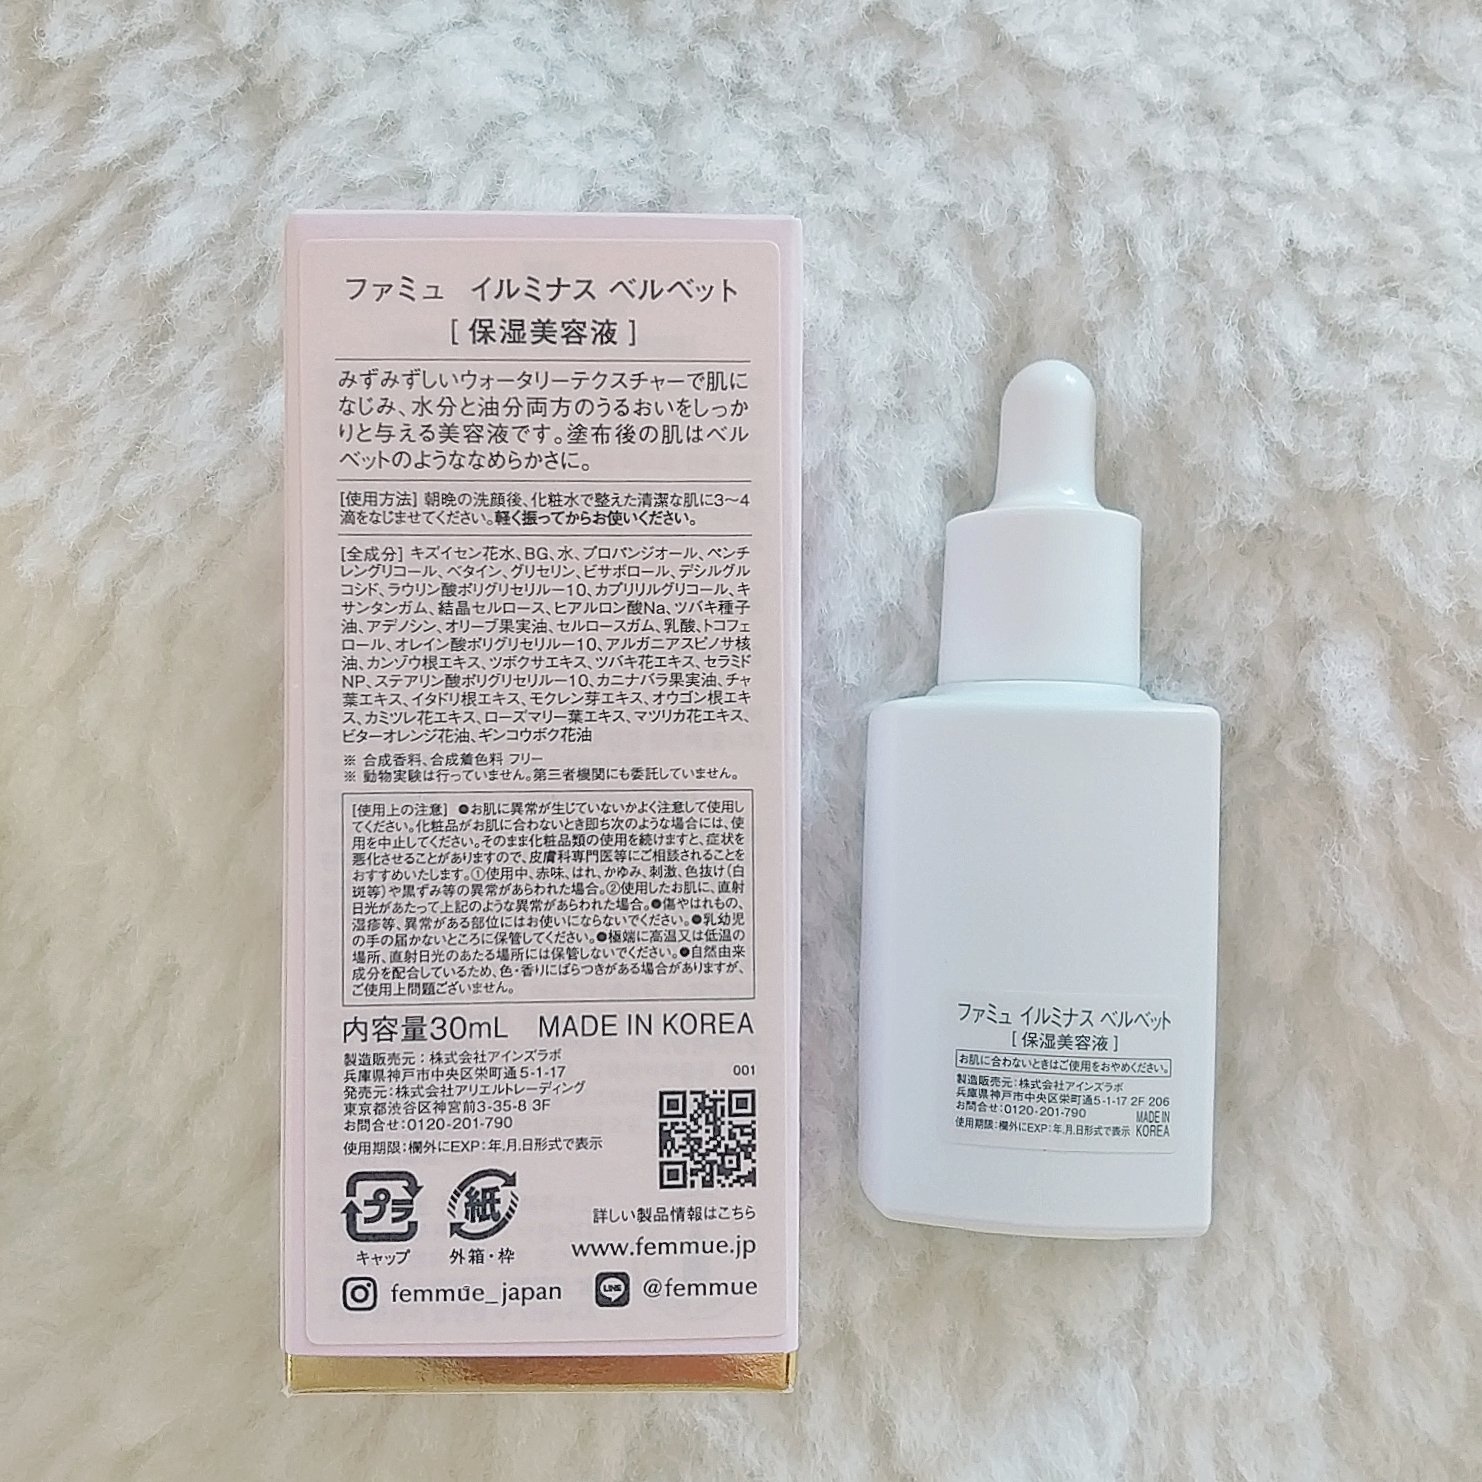 ファミュ イルミナス ベルベット
[ 保湿美容液 ]
みずみずしいウォータリーテクスチャーで肌に
なじみ、水分と油分両方のうるおいをしっか
りと与える美容液です。塗布後の肌はベル
ベットのようななめらかさに。
[使用方法] 朝晩の洗顔後、化粧水で整えた清潔な肌に3〜4
滴をなじませてください。軽く振ってからお使いください。
[全成分] キズイセン花水、BG、水、プロパンジオール、ペンチ
レングリコール、ベタイン、グリセリン、ビサボロール、デシルグル
コシド、ラウリン酸ポリグリセリル-10、カプリリルグリコール、キ
サンタンガム、結晶セルロース、ヒアルロン酸Na、ツバキ種子
油、アデノシン、オリーブ果実油、セルロースガム、乳酸、トコフェ
ロール、オレイン酸ポリグリセリル-10、アルガニアスピノサ核
油、カンゾウ根エキス、ツボクサエキス、ツバキ花エキス、セラミド
NP、ステアリン酸ポリグリセリル-10、カニナバラ果実油、チャ
葉エキス、イタドリ根エキス、モクレン芽エキス、オウゴン根エキ
ス、カミツレ花エキス、ローズマリー葉エキス、マツリカ花エキス、
ビターオレンジ花油、ギンコウボク花油
※ 合成香料、合成着色料 フリー
※ 動物実験は行っていません。第三者機関にも委託していません。
[使用上の注意] ●お肌に異常が生じていないかよく注意して使用し
てください。化粧品がお肌に合わないとき即ち次のような場合には、使
用を中止してください。そのまま化粧品類の使用を続けますと、症状を
悪化させることがありますので、皮膚科専門医等にご相談されることを
おすすめいたします。①使用中、赤味、はれ、かゆみ、刺激、色抜け(白
斑等)や黒ずみ等の異常があらわれた場合。②使用したお肌に、直射
日光があたって上記のような異常があらわれた場合。●傷やはれもの、
湿疹等、異常がある部位にはお使いにならないでください。●乳幼児
の手の届かないところに保管してください。●極端に高温又は低温の
場所、直射日光のあたる場所には保管しないでください。●自然由来
成分を配合しているため、色・香りにばらつきがある場合がありますが、
ご使用上問題ございません。
内容量30mL MADE IN KOREA
製造販売元:株式会社アインズラボ
兵庫県神戸市中央区栄町通5-1-17
001
発売元:株式会社アリエルトレーディング
東京都渋谷区神宮前3-35-8 3F
お問合せ:0120-201-790
使用期限:欄外にEXP:年.月.日形式で表示
プラ
キャップ
紙
外箱・枠
詳しい製品情報はこちら
www.femmue.jp
femmūe_japan
LINE
@femmue
ファミュ イルミナス ベルベット
[ 保湿美容液 ]
お肌に合わないときはご使用をおやめください。
製造販売元:株式会社アインズラボ
兵庫県神戸市中央区栄町通5-1-17 2F 206
お問合せ:0120-201-790
使用期限:欄外にEXP:年.月.日形式で表示
MADE IN
KOREA